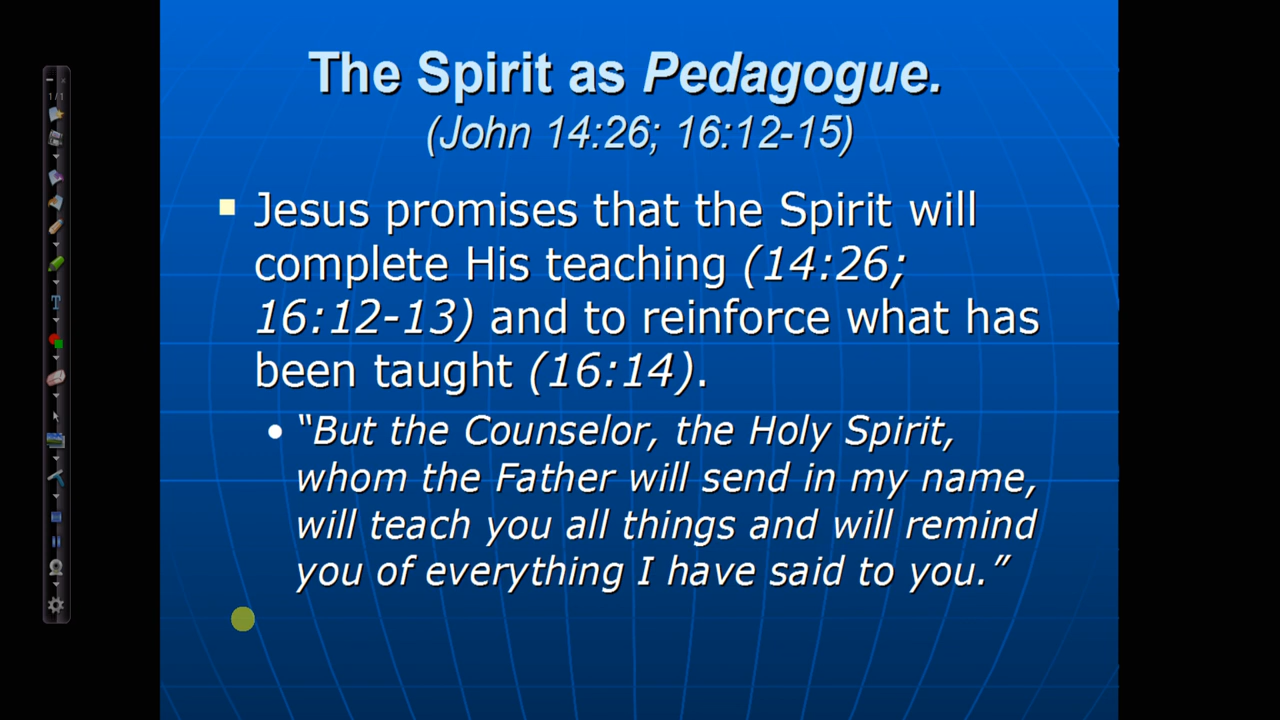 The Spirit as Pedagogue.
(John 14:26; 16:12-15)
Jesus promises that the Spirit will
complete His teaching (14:26;
16:12-13) and to reinforce what has
been taught (16:14).
“But the Counselor, the Holy Spirit,
whom the Father will send in my name,
will teach you all things and will remind
you of everything I have said to you.”
1/1
T